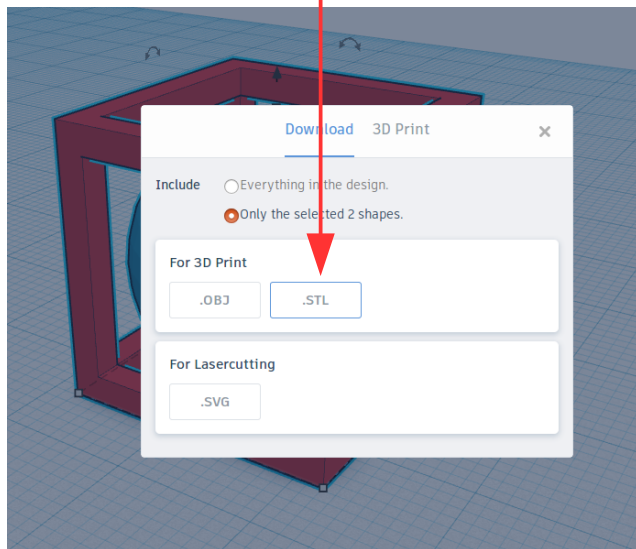 Download 3D Print
Include Everything in the design.
Only the selected 2 shapes.
For 3D Print
.OBJ .STL
For Lasercutting
.SVG